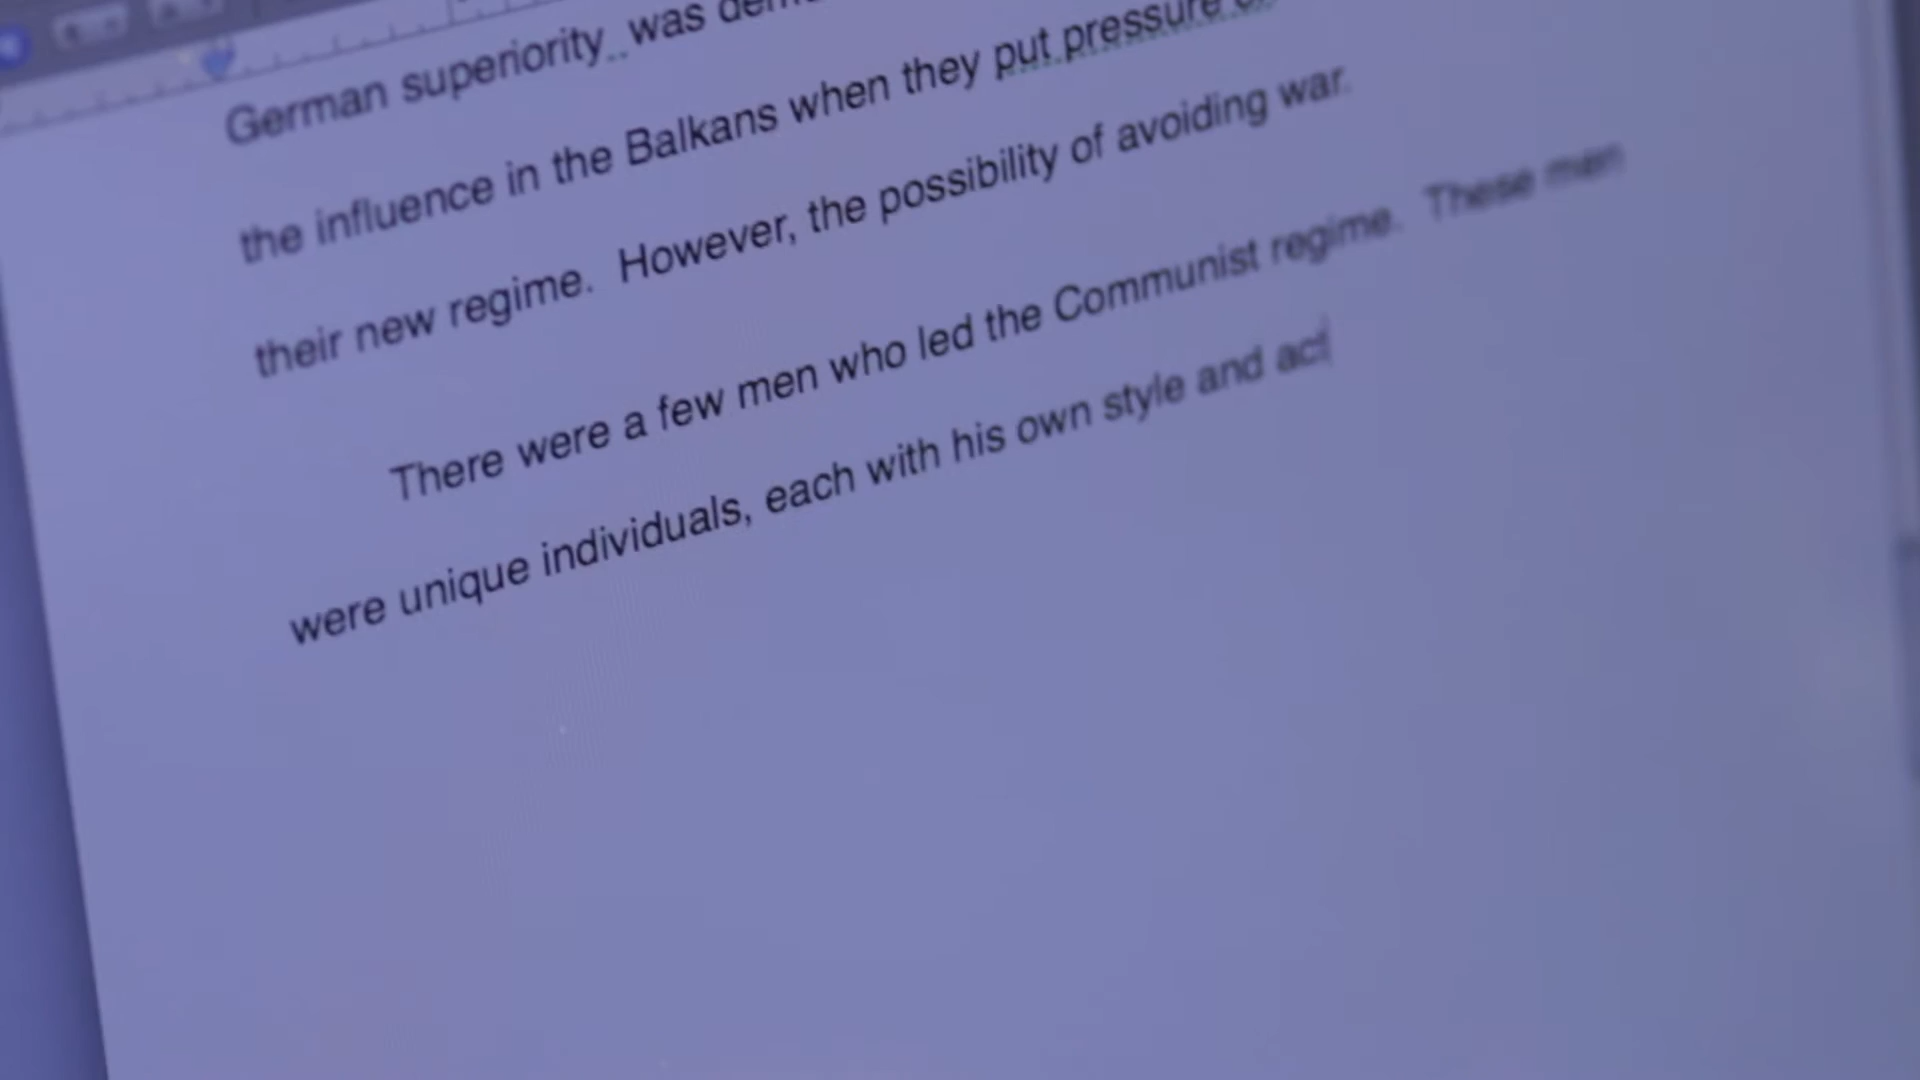 German superiority was
the influence in the Balkans when they put pressure
their new regime. However, the possibility of avoiding war.
There were a few men who led the Communist regime. These men
were unique individuals, each with his own style and act